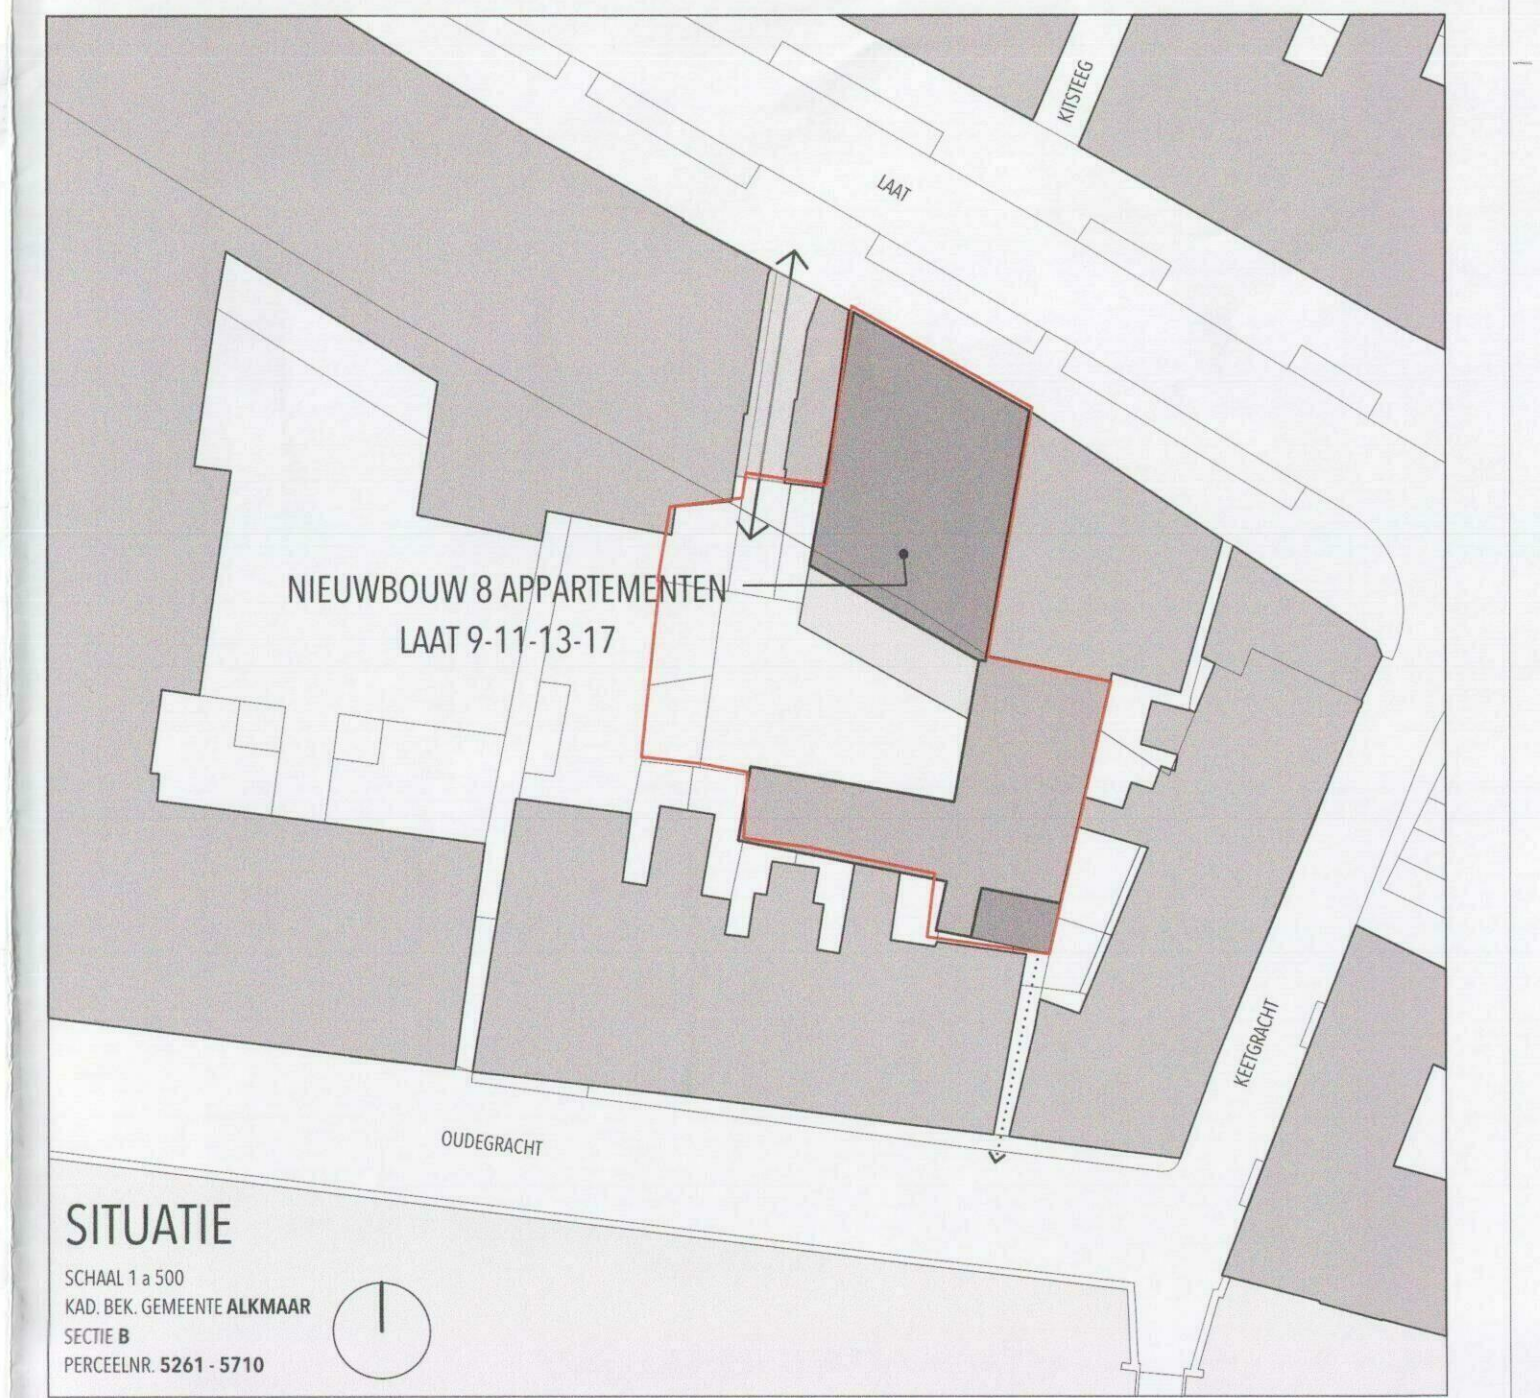 KITSTEEG
LAAT
NIEUWBOUW 8 APPARTEMENTEN
LAAT 9-11-13-17
KEETGRACHT
OUDEGRACHT
SITUATIE
SCHAAL 1 a 500
KAD. BEK. GEMEENTE ALKMAAR
SECTIE B
PERCEELNR. 5261 - 5710